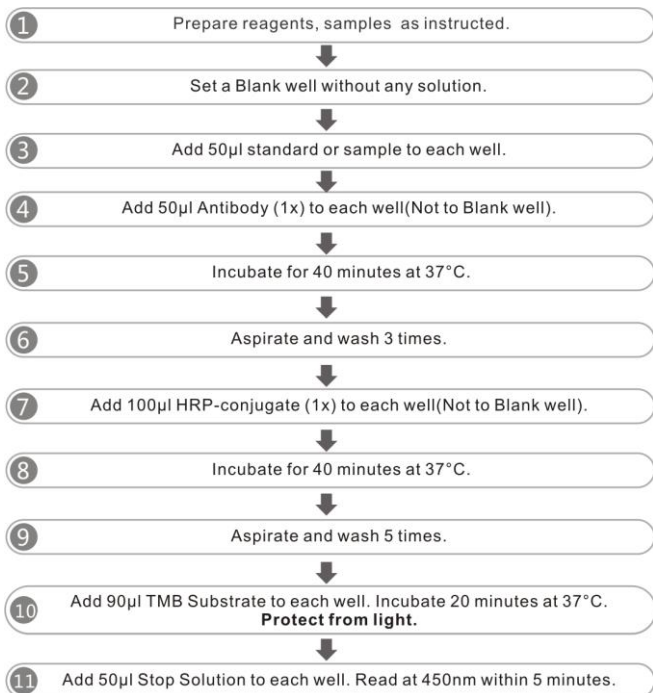 1 Prepare reagents, samples as instructed.
2 Set a Blank well without any solution.
3 Add 50µl standard or sample to each well.
4 Add 50µl Antibody (1x) to each well(Not to Blank well).
5 Incubate for 40 minutes at 37°C.
6 Aspirate and wash 3 times.
7 Add 100µl HRP-conjugate (1x) to each well(Not to Blank well).
8 Incubate for 40 minutes at 37°C.
9 Aspirate and wash 5 times.
10 Add 90µl TMB Substrate to each well. Incubate 20 minutes at 37°C.
Protect from light.
11 Add 50µl Stop Solution to each well. Read at 450nm within 5 minutes.